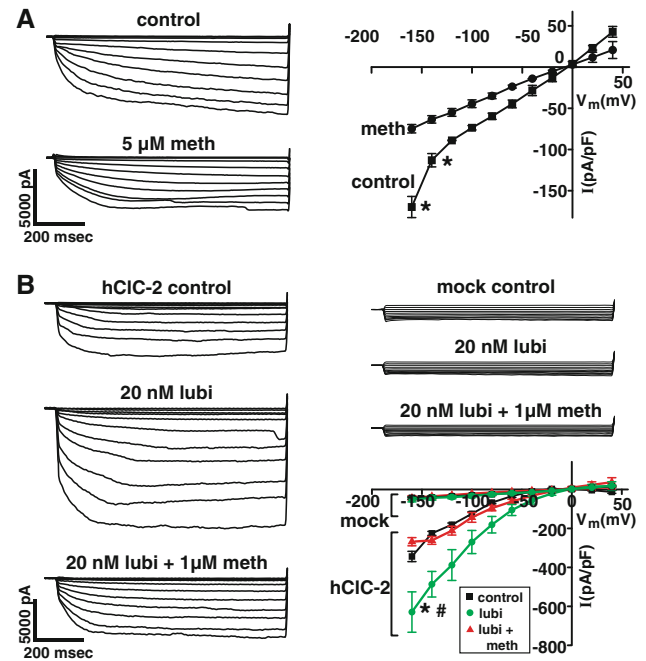 A
control
5 µM meth
5000 pA
200 msec
-200 -150 -100 -50 50
50
0
-50
-100
-150
Vm(mV)
I(pA/pF)
meth
control
*
*
B
hClC-2 control
20 nM lubi
20 nM lubi + 1µM meth
5000 pA
200 msec
mock control
20 nM lubi
20 nM lubi + 1µM meth
-200 -150 -100 -50 0 50
Vm(mV)
-200
-400
-600
-800
I(pA/pF)
mock
hClC-2
* #
control
lubi
lubi +
meth